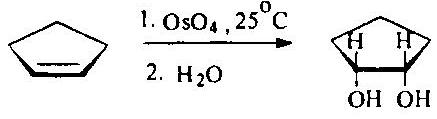 1. OsO₄, 25°C
2. H₂O
H H
OH OH